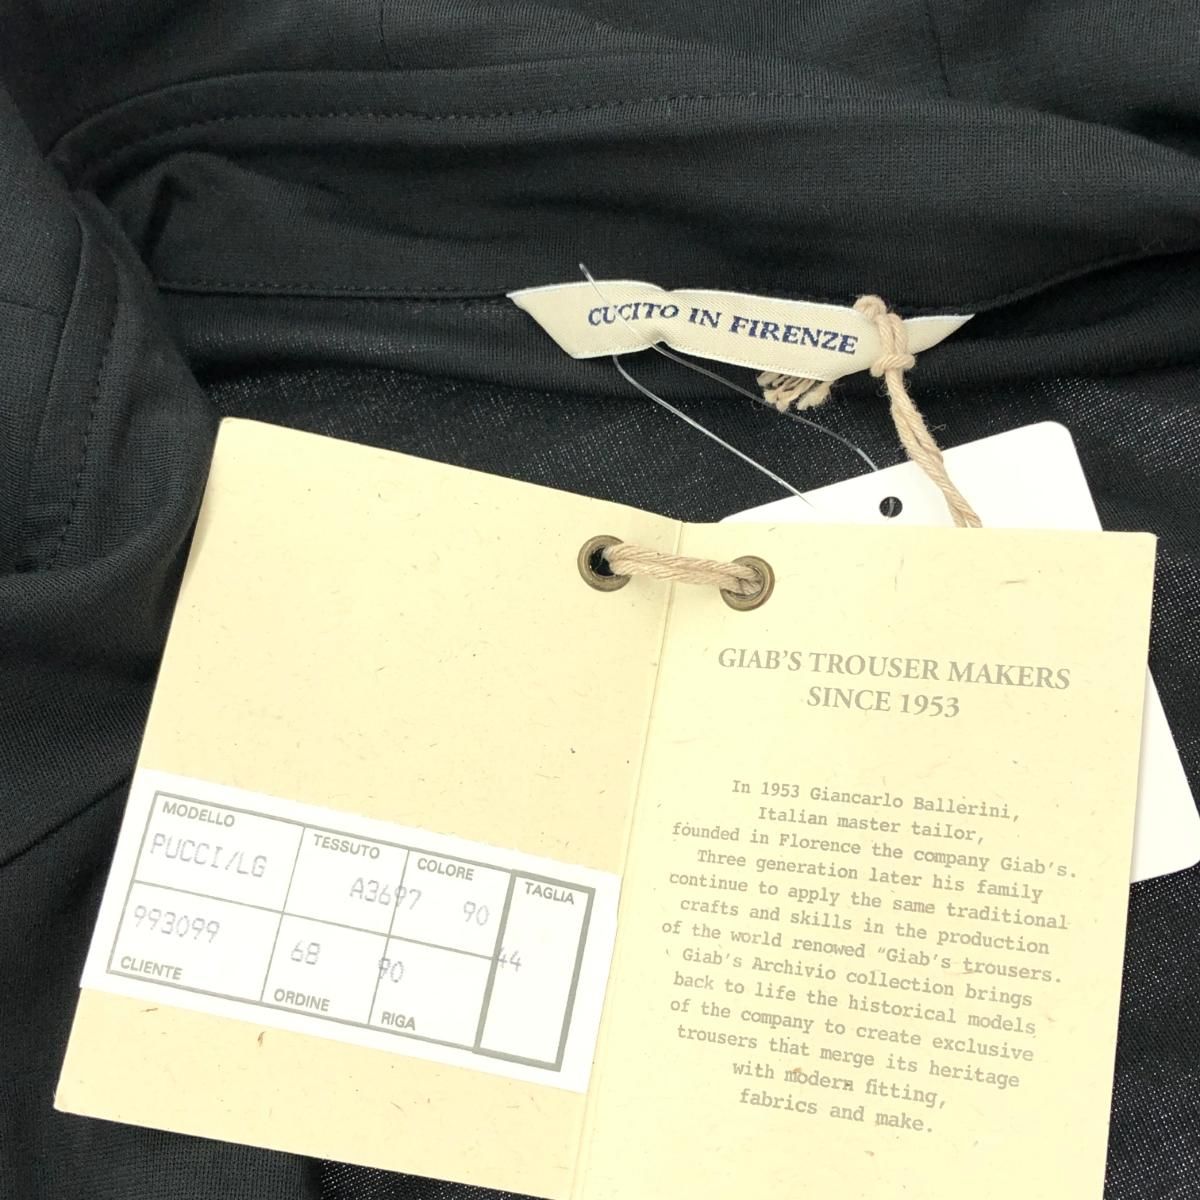 CUCITO IN FIRENZE
GIAB'S TROUSER MAKERS
SINCE 1953
In 1953 Giancarlo Ballerini,
Italian master tailor,
founded in Florence the company Giab's.
Three generation later his family
continue to apply the same traditional
crafts and skills in the production
of the world renowed "Giab's trousers.
Giab's Archivio collection brings
back to life the historical models
of the company to create exclusive
trousers that merge its heritage
with modern fitting,
fabrics and make.
MODELLO TESSUTO COLORE TAGLIA
PUCCI/LG A3697 90
993099 68 90 44
CLIENTE ORDINE RIGA